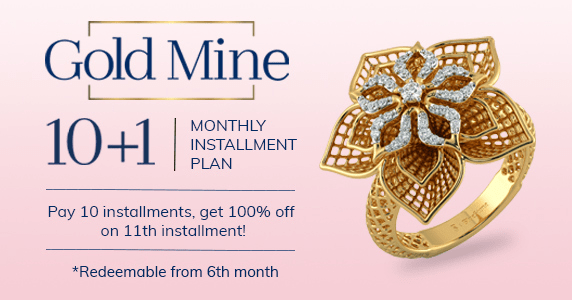 Gold Mine
10+1
MONTHLY
INSTALLMENT
PLAN
Pay 10 installments, get 100% off
on 11th installment!
*Redeemable from 6th month